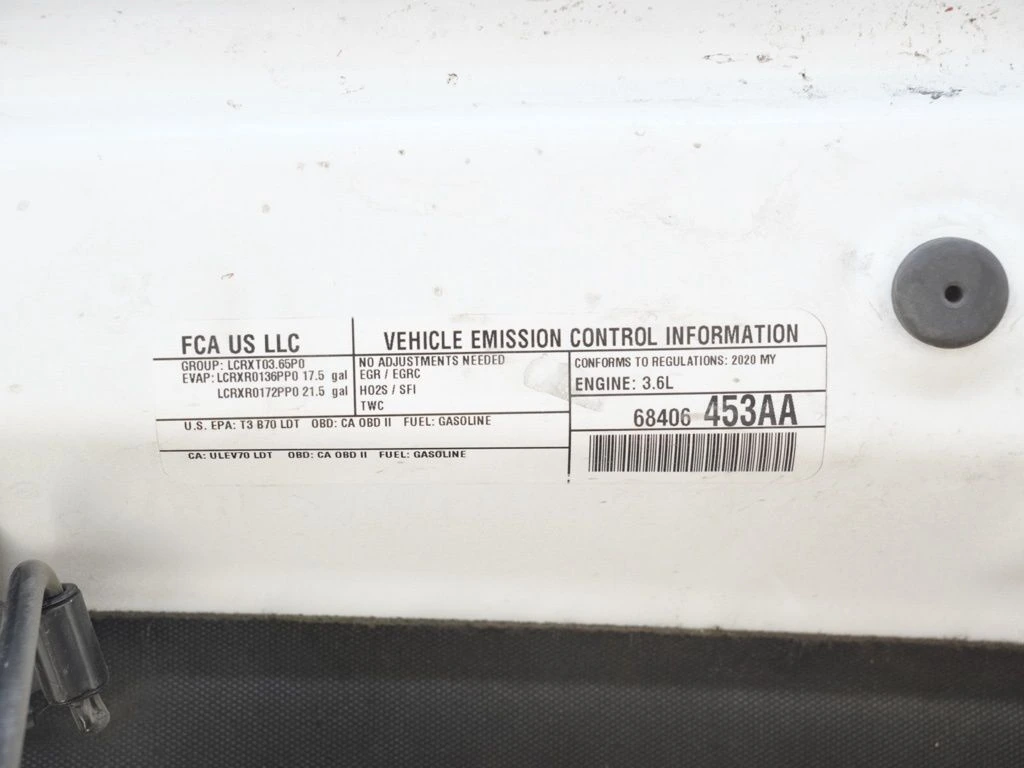 FCA US LLC
VEHICLE EMISSION CONTROL INFORMATION
GROUP: LCRXT03.65P0
EVAP: LCRXR0136PP0 17.5 gal
LCRXR0172PP0 21.5 gal
NO ADJUSTMENTS NEEDED
EGR / EGRC
HO2S / SFI
TWC
CONFORMS TO REGULATIONS: 2020 MY
ENGINE: 3.6L
68406 453AA
U.S. EPA: T3 B70 LDT OBD: CA OBD II FUEL: GASOLINE
CA: ULEV70 LDT OBD: CA OBD II FUEL: GASOLINE